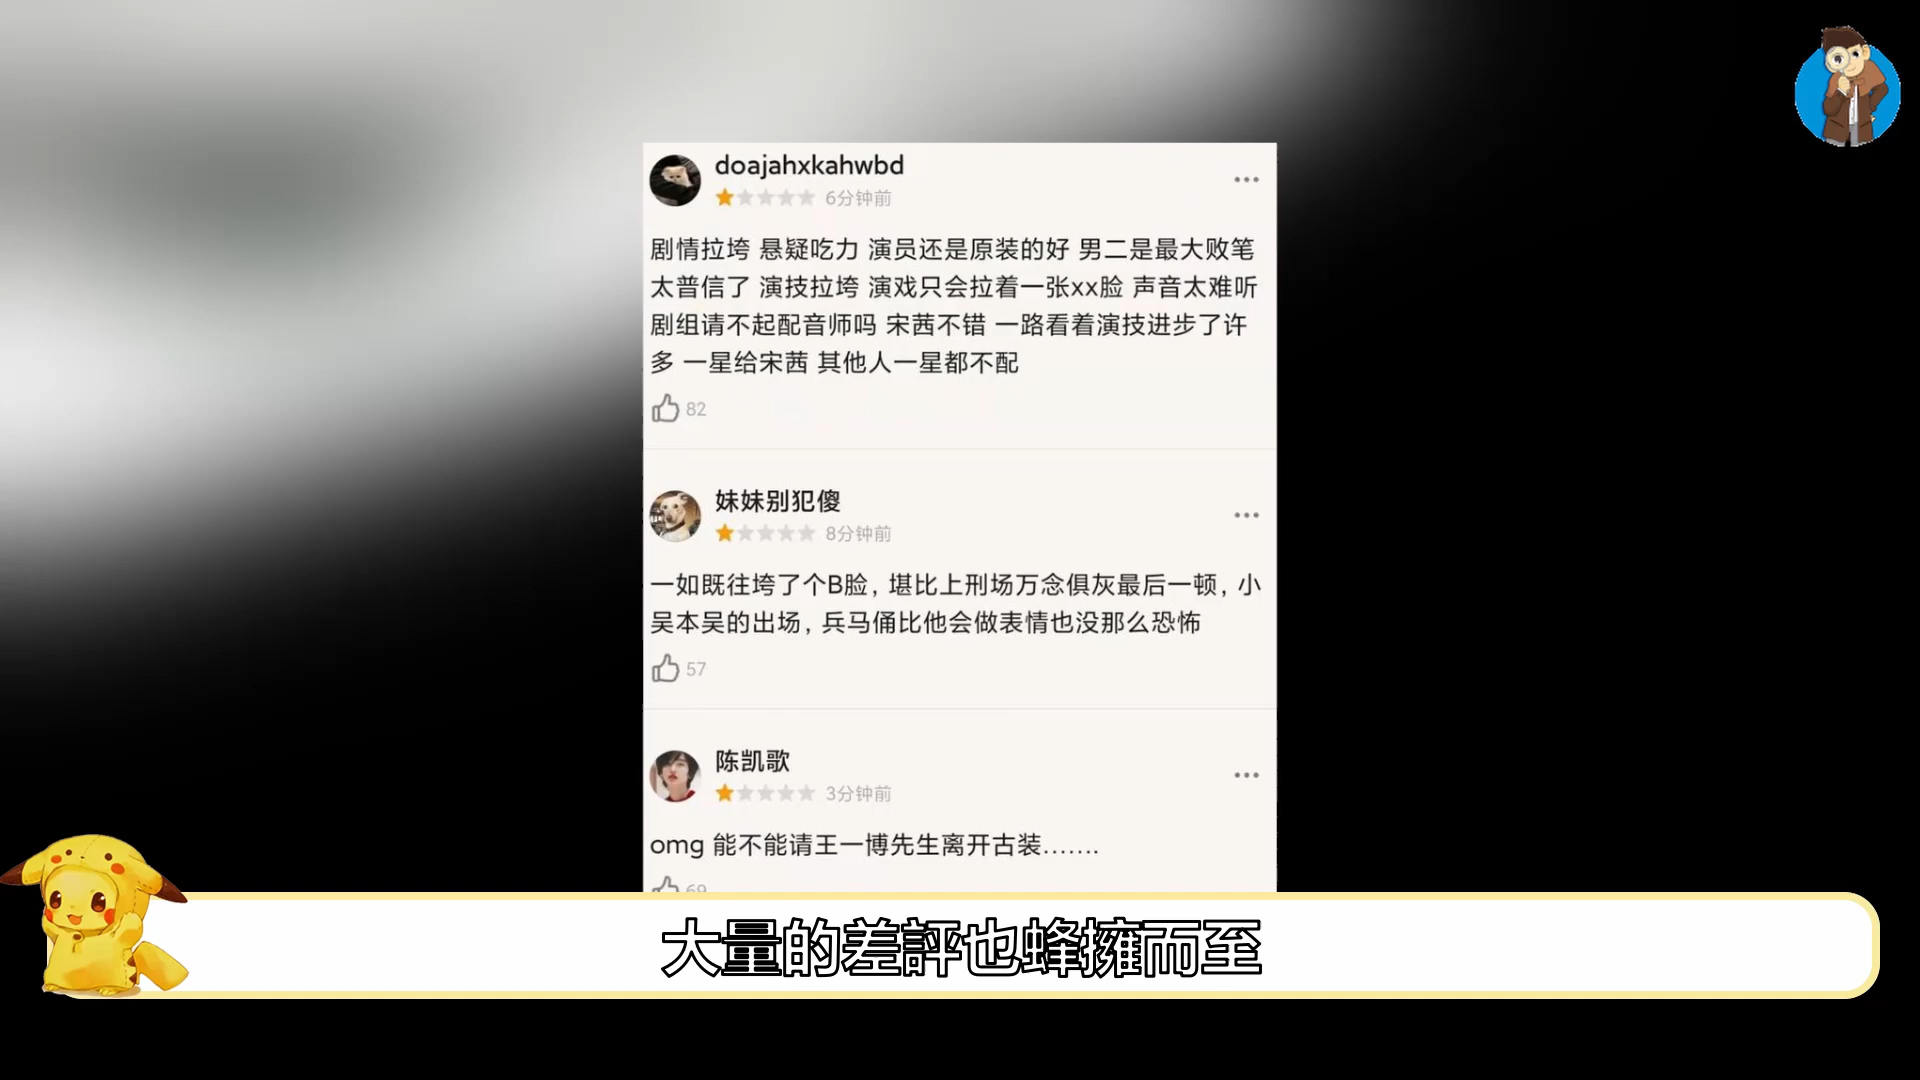 doajahxkahwbd
6分钟前
剧情拉垮 悬疑吃力 演员还是原装的好 男二是最大败笔
太普信了 演技拉垮 演戏只会拉着一张xx脸 声音太难听
剧组请不起配音师吗 宋茜不错 一路看着演技进步了许
多 一星给宋茜 其他人一星都不配
82
妹妹别犯傻
8分钟前
一如既往垮了个B脸，堪比上刑场万念俱灰最后一顿，小
吴本吴的出场，兵马俑比他会做表情也没那么恐怖
57
陈凯歌
3分钟前
omg 能不能请王一博先生离开古装.......
69
大量的差評也蜂擁而至